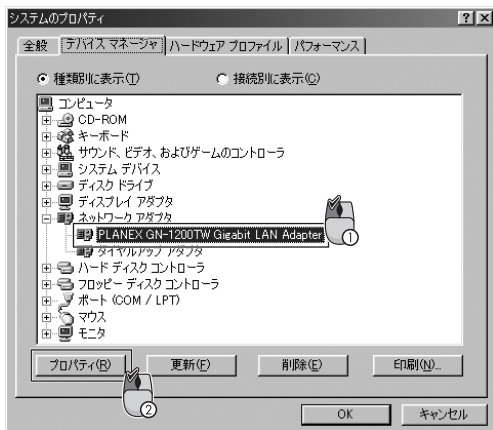 システムのプロパティ
全般 デバイス マネージャ ハードウェア プロファイル パフォーマンス
種類別に表示(T) 接続別に表示(C)
コンピュータ
CD-ROM
キーボード
サウンド、ビデオ、およびゲームのコントローラ
システム デバイス
ディスク ドライブ
ディスプレイ アダプタ
ネットワーク アダプタ
PLANEX GN-1200TW Gigabit LAN Adapter
①
ダイヤルアップ アダプタ
ハード ディスク コントローラ
フロッピー ディスク コントローラ
ポート (COM / LPT)
マウス
モニタ
プロパティ(R) 更新(F) 削除(E) 印刷(N)...
②
OK キャンセル